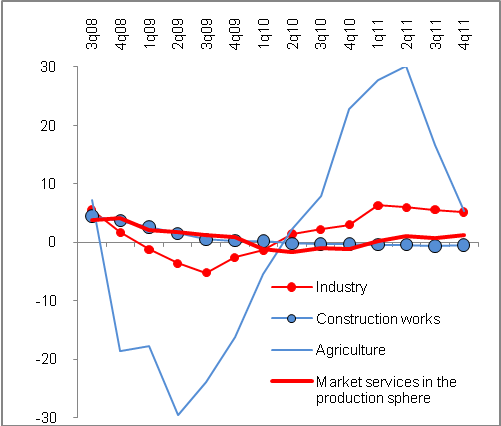 3q08
4q08
1q09
2q09
3q09
4q09
1q10
2q10
3q10
4q10
1q11
2q11
3q11
4q11
30
20
10
0
-10
-20
-30
Industry
Construction works
Agriculture
Market services in the
production sphere